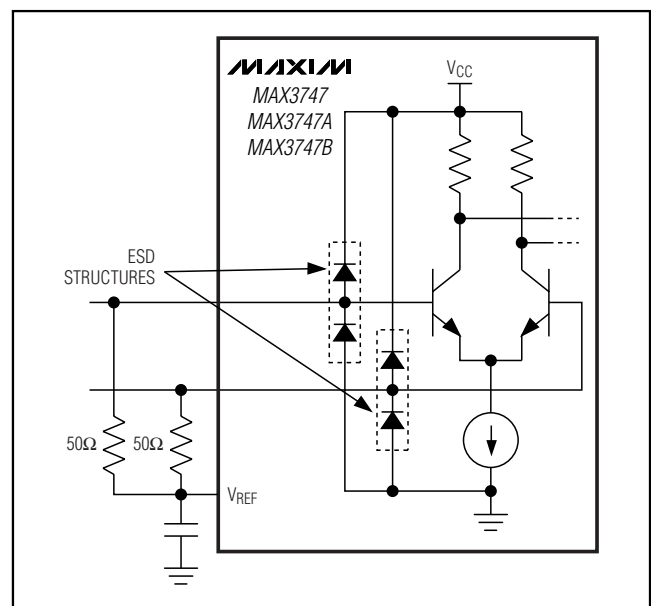 MAXIM
MAX3747
MAX3747A
MAX3747B
VCC
ESD
STRUCTURES
50Ω
50Ω
VREF